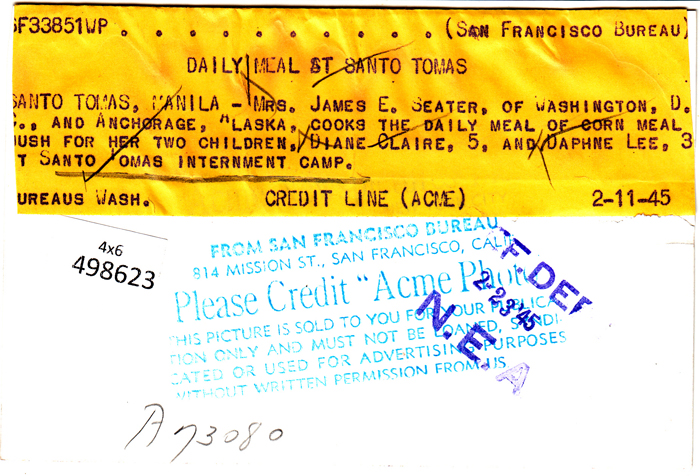 SF33851WP . . . . . . . . . . . (SAN FRANCISCO BUREAU)
DAILY MEAL AT SANTO TOMAS
SANTO TOMAS, MANILA - MRS. JAMES E. SEATER, OF WASHINGTON, D.
C., AND ANCHORAGE, ALASKA, COOKS THE DAILY MEAL OF CORN MEAL
MUSH FOR HER TWO CHILDREN, DIANE CLAIRE, 5, AND DAPHNE LEE, 3
AT SANTO TOMAS INTERNMENT CAMP.
BUREAUS WASH. CREDIT LINE (ACME) 2-11-45
4x6
498623
FROM SAN FRANCISCO BUREAU
814 MISSION ST., SAN FRANCISCO, CALIF
Please Credit "Acme Photo
THIS PICTURE IS SOLD TO YOU FOR YOUR PUBLICA-
TION ONLY AND MUST NOT BE LOANED, SYNDI-
CATED OR USED FOR ADVERTISING PURPOSES
WITHOUT WRITTEN PERMISSION FROM US
2-23-'45
N.E.A
A73080